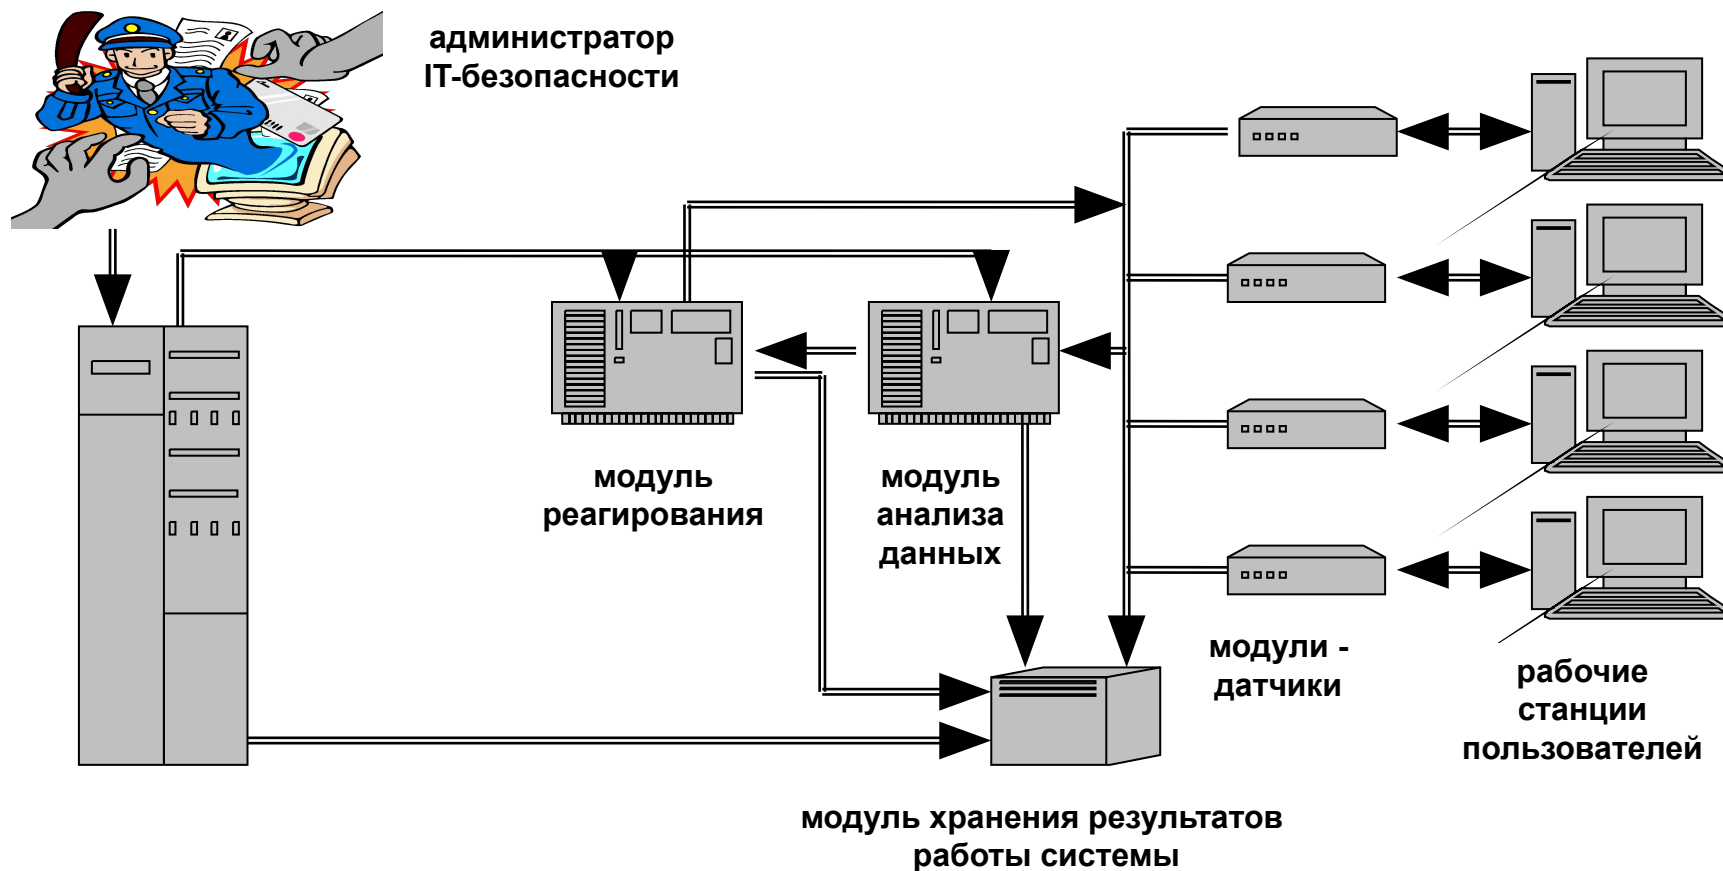 администратор
IT-безопасности
модуль
реагирования
модуль
анализа
данных
модули -
датчики
рабочие
станции
пользователей
модуль хранения результатов
работы системы